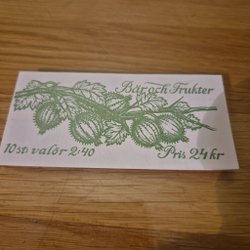 Bär och Frukter
10 st. valör 2:40 Pris 24 kr